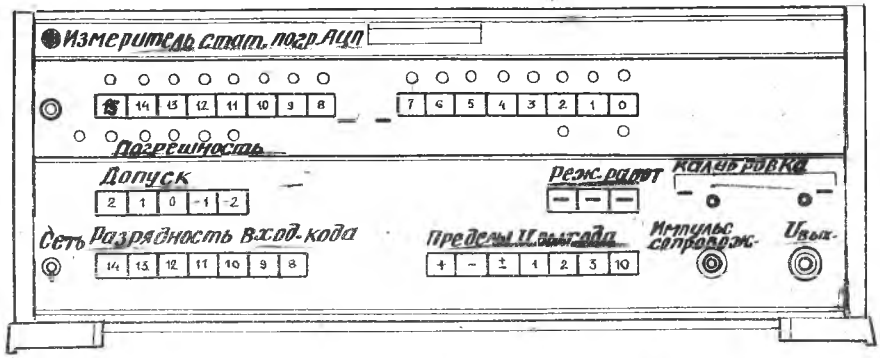 Измеритель стат. погр АЦП
15 14 13 12 11 10 9 8 — — 7 6 5 4 3 2 1 0
Погрешность
Допуск
2 1 0 -1 -2
Реж. работ
— — —
Калибровка
— —
Сеть
Разрядность вход. кода
14 13 12 11 10 9 8
Пределы U выхода
+ - ± 1 2 3 10
Импульс
сопровож.
Uвых.